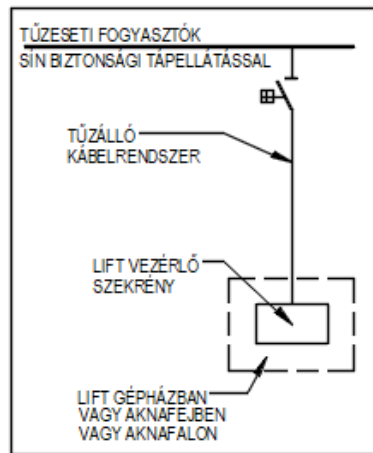 TŰZESETI FOGYASZTÓK
SÍN BIZTONSÁGI TÁPELLÁTÁSSAL
TŰZÁLLÓ
KÁBELRENDSZER
LIFT VEZÉRLŐ
SZEKRÉNY
LIFT GÉPHÁZBAN
VAGY AKNAFEJBEN
VAGY AKNAFALON